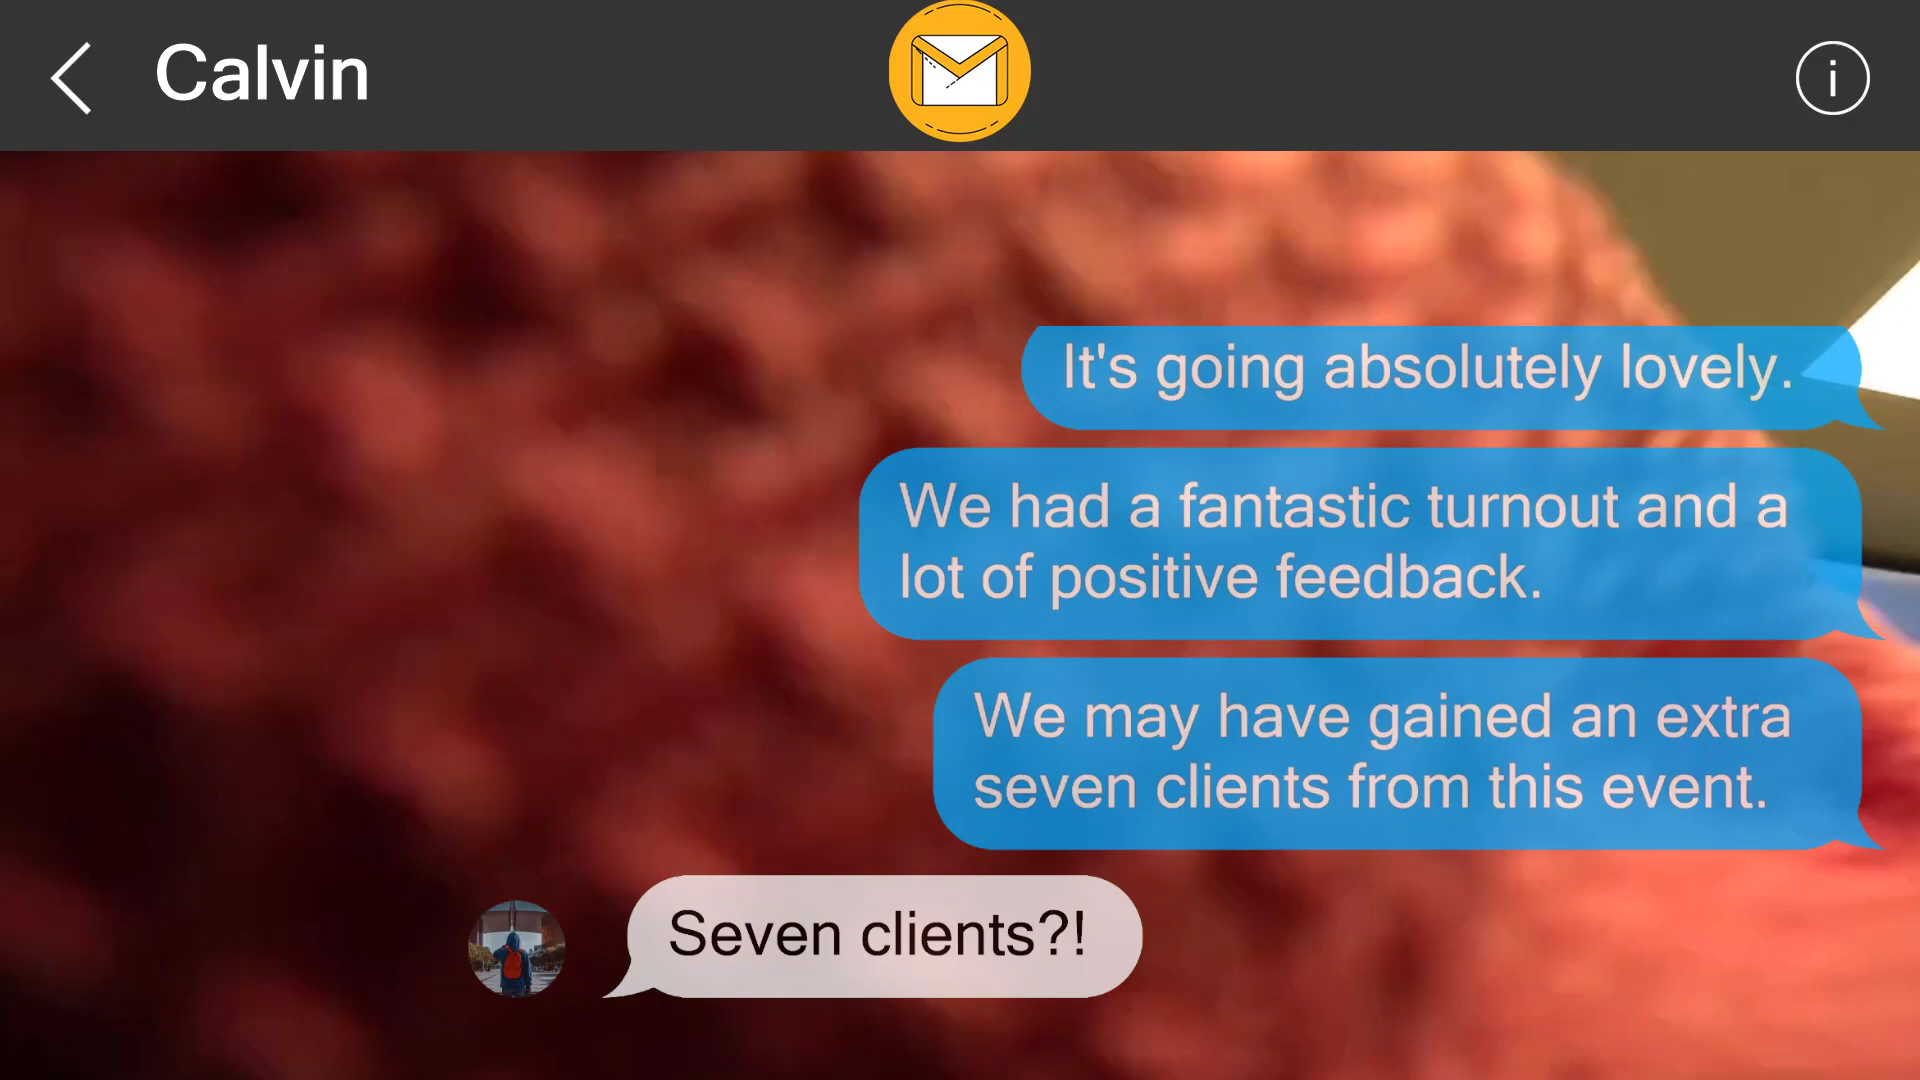 Calvin
i
It's going absolutely lovely.
We had a fantastic turnout and a
lot of positive feedback.
We may have gained an extra
seven clients from this event.
Seven clients?!